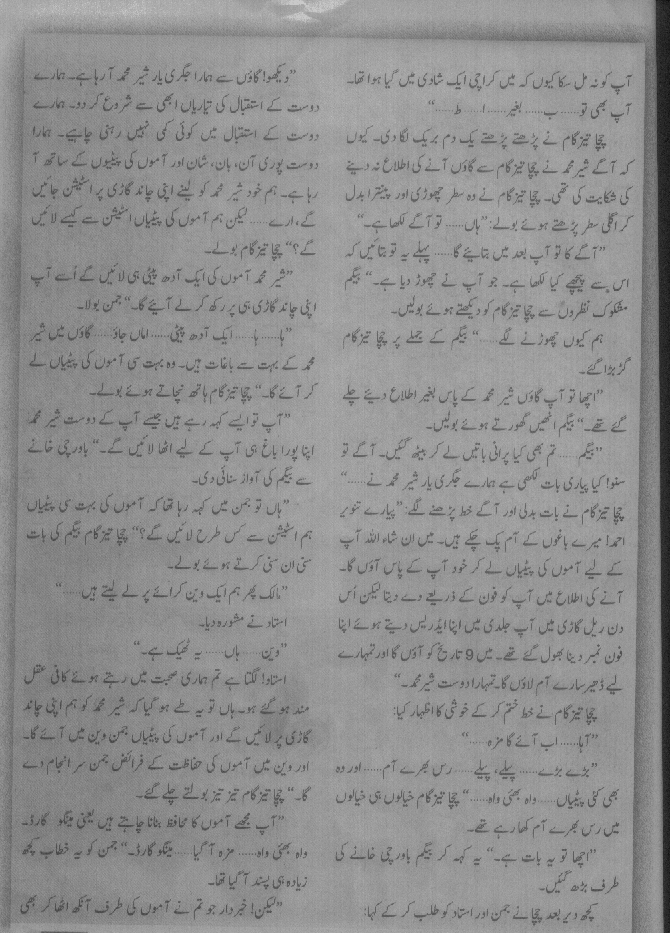 آپ کو نہ مل سکا کیوں کہ میں کراچی ایک شادی میں گیا ہوا تھا۔
آپ بھی تو...... ب...... بغیر...... ا...... ط......“
چچا تیز گام نے پڑھتے پڑھتے یک دم بریک لگا دی۔ کیوں
کہ آگے شیر محمد نے چچا تیز گام سے گاؤں آنے کی اطلاع نہ دینے
کی شکایت کی تھی۔ چچا تیز گام نے وہ سطر چھوڑی اور پینترا بدل
کر اگلی سطر پڑھتے ہوئے بولے: ”ہاں...... تو آگے لکھا ہے۔“
”آگے کا تو آپ بعد میں بتایئے گا...... پہلے یہ تو بتائیں کہ
اس سے پیچھے کیا لکھا ہے۔ جو آپ نے چھوڑ دیا ہے۔“ بیگم
مشکوک نظروں سے چچا تیز گام کو دیکھتے ہوئے بولیں۔
ہم کیوں چھوڑنے لگے......“ بیگم کے جملے پر چچا تیز گام
گڑبڑا گئے۔
”اچھا تو آپ گاؤں شیر محمد کے پاس بغیر اطلاع دیئے چلے
گئے تھے۔“ بیگم انھیں گھورتے ہوئے بولیں۔
”بیگم...... تم بھی کیا پرانی باتیں لے کر بیٹھ گئیں۔ آگے تو
سنو! کیا پیاری بات لکھی ہے ہمارے جگری یار شیر محمد نے......“
چچا تیز گام نے بات بدلی اور آگے خط پڑھنے لگے: ”پیارے تنویر
احمد! میرے باغوں کے آم پک چکے ہیں۔ میں ان شاء اللہ آپ
کے لیے آموں کی پیٹیاں لے کر خود آپ کے پاس آؤں گا۔
آنے کی اطلاع میں آپ کو فون کے ذریعے دے دیتا لیکن اُس
دن ریل گاڑی میں آپ جلدی میں اپنا ایڈریس دیتے ہوئے اپنا
فون نمبر دینا بھول گئے تھے۔ میں 9 تاریخ کو آؤں گا اور تمہارے
لیے ڈھیر سارے آم لاؤں گا۔ تمہارا دوست شیر محمد۔“
چچا تیز گام نے خط ختم کر کے خوشی کا اظہار کیا:
”آہا...... اب آئے گا مزہ......“
”بڑے بڑے...... پیلے، پیلے...... رس بھرے آم...... اور وہ
بھی کئی پیٹیاں...... واہ بھئی واہ......“ چچا تیز گام خیالوں ہی خیالوں
میں رس بھرے آم کھا رہے تھے۔
”اچھا تو یہ بات ہے۔“ یہ کہہ کر بیگم باورچی خانے کی
طرف بڑھ گئیں۔
کچھ دیر بعد چچا نے جمن اور استاد کو طلب کر کے کہا:
”دیکھو! گاؤں سے ہمارا جگری یار شیر محمد آ رہا ہے۔ ہمارے
دوست کے استقبال کی تیاریاں ابھی سے شروع کر دو۔ ہمارے
دوست کے استقبال میں کوئی کمی نہیں رہنی چاہیے۔ ہمارا
دوست پوری آن، بان، شان اور آموں کی پیٹیوں کے ساتھ آ
رہا ہے۔ ہم خود شیر محمد کو لینے اپنی چاند گاڑی پر اسٹیشن جائیں
گے، ارے...... لیکن ہم آموں کی پیٹیاں اسٹیشن سے کیسے لائیں
گے؟“ چچا تیز گام بولے۔
”شیر محمد آموں کی ایک آدھ پیٹی ہی لائیں گے اُسے آپ
اپنی چاند گاڑی ہی پر رکھ کر لے آیئے گا۔“ جمن بولا۔
”ہا...... ہا...... ایک آدھ پیٹی...... اماں جاؤ...... گاؤں میں شیر
محمد کے بہت سے باغات ہیں۔ وہ بہت سی آموں کی پیٹیاں لے
کر آئے گا۔“ چچا تیز گام ہاتھ نچاتے ہوئے بولے۔
”آپ تو ایسے کہہ رہے ہیں جیسے آپ کے دوست شیر محمد
اپنا پورا باغ ہی آپ کے لیے اٹھا لائیں گے۔“ باورچی خانے
سے بیگم کی آواز سنائی دی۔
”ہاں تو جمن میں کہہ رہا تھا کہ آموں کی بہت سی پیٹیاں
ہم اسٹیشن سے کس طرح لائیں گے؟“ چچا تیز گام بیگم کی بات
سنی ان سنی کرتے ہوئے بولے۔
”مالک پھر ہم ایک وین کرائے پر لے لیتے ہیں......“
استاد نے مشورہ دیا۔
”وین...... ہاں...... یہ ٹھیک ہے۔“
استاد! لگتا ہے تم ہماری صحبت میں رہتے ہوئے کافی عقل
مند ہو گئے ہو۔ ہاں تو یہ طے ہو گیا کہ شیر محمد کو ہم اپنی چاند
گاڑی پر لائیں گے اور آموں کی پیٹیاں جمن وین میں لائے گا۔
اور وین میں آموں کی حفاظت کے فرائض جمن سر انجام دے
گا۔“ چچا تیز گام تیز تیز بولتے چلے گئے۔
”آپ مجھے آموں کا محافظ بنانا چاہتے ہیں یعنی مینگو گارڈ۔
واہ بھئی واہ...... مزہ آ گیا...... مینگو گارڈ۔“ جمن کو یہ خطاب کچھ
زیادہ ہی پسند آ گیا تھا۔
”لیکن! خبردار جو تم نے آموں کی طرف آنکھ اٹھا کر بھی